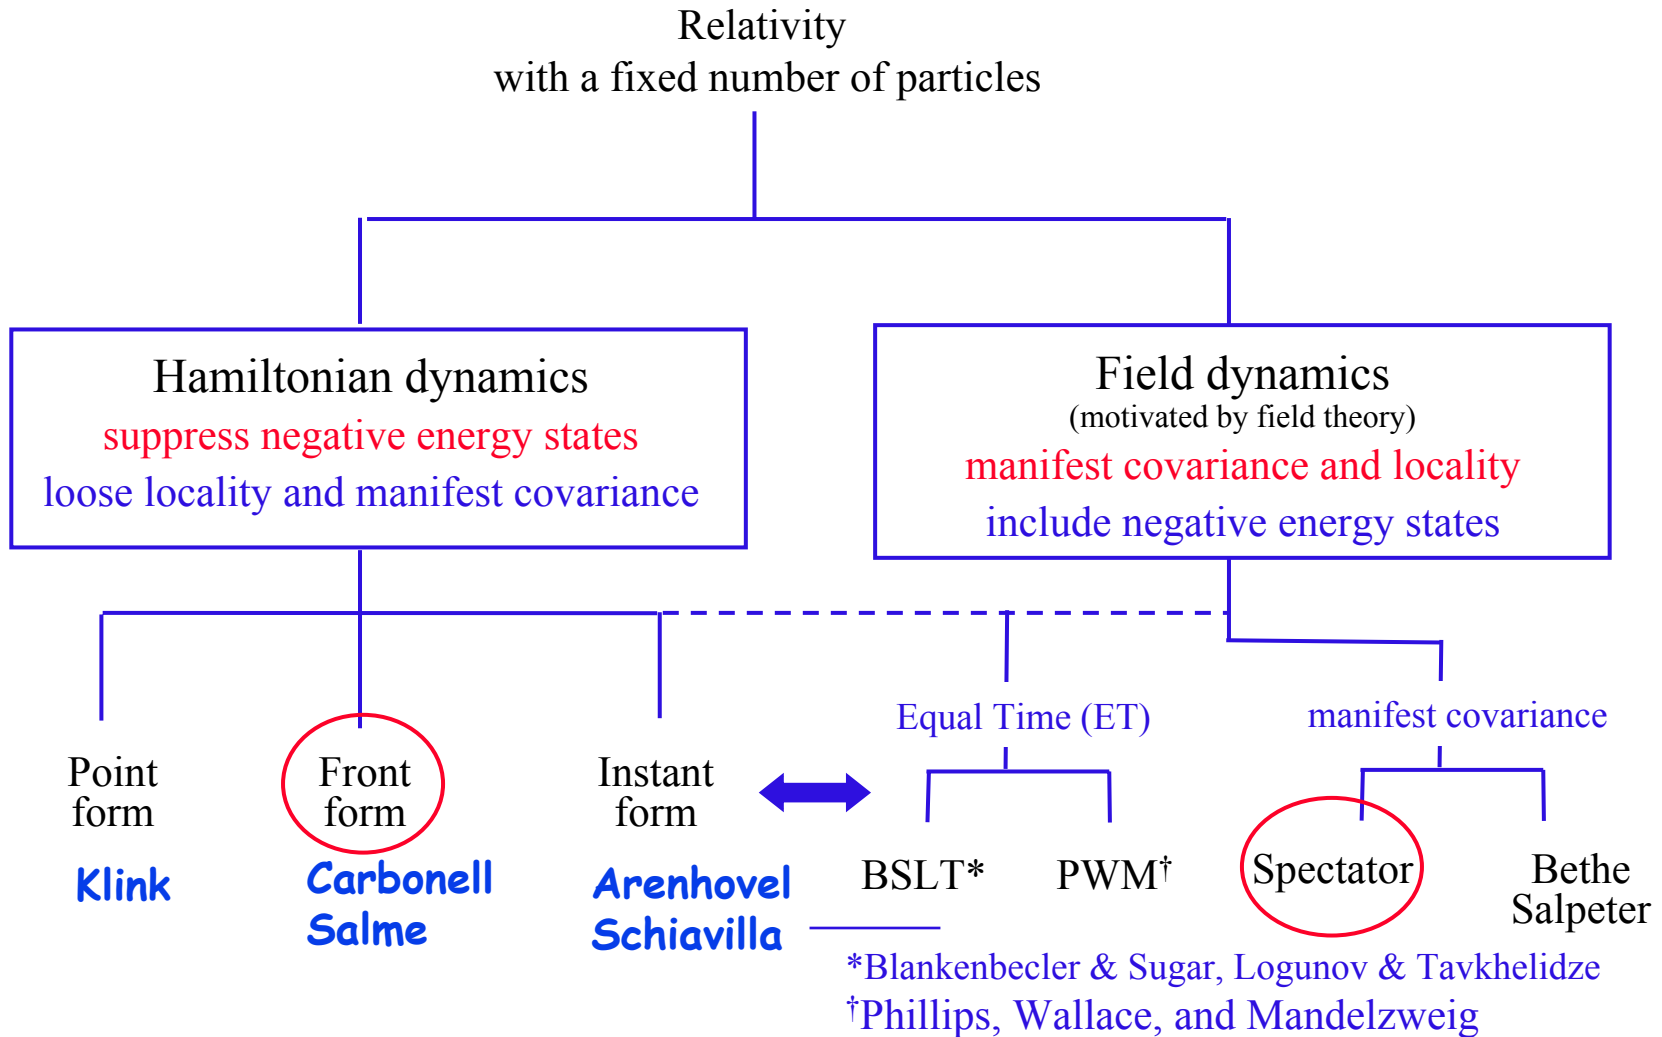 Relativity
with a fixed number of particles
Hamiltonian dynamics
suppress negative energy states
loose locality and manifest covariance
Field dynamics
(motivated by field theory)
manifest covariance and locality
include negative energy states
Equal Time (ET)
manifest covariance
Point
form
Front
form
Instant
form
Klink
Carbonell
Salme
Arenhovel
Schiavilla
BSLT*
PWM†
Spectator
Bethe
Salpeter
*Blankenbecler & Sugar, Logunov & Tavkhelidze
†Phillips, Wallace, and Mandelzweig